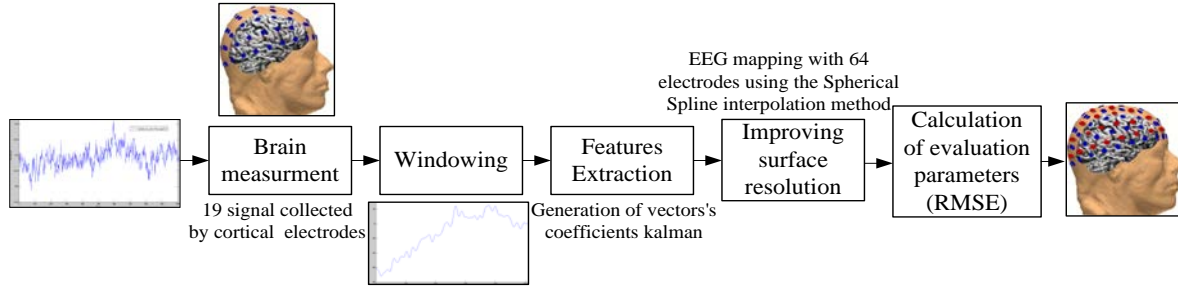 EEG mapping with 64
electrodes using the Spherical
Spline interpolation method
Brain
measurment
Windowing
Features
Extraction
Improving
surface
resolution
Calculation
of evaluation
parameters
(RMSE)
19 signal collected
by cortical electrodes
Generation of vectors's
coefficients kalman